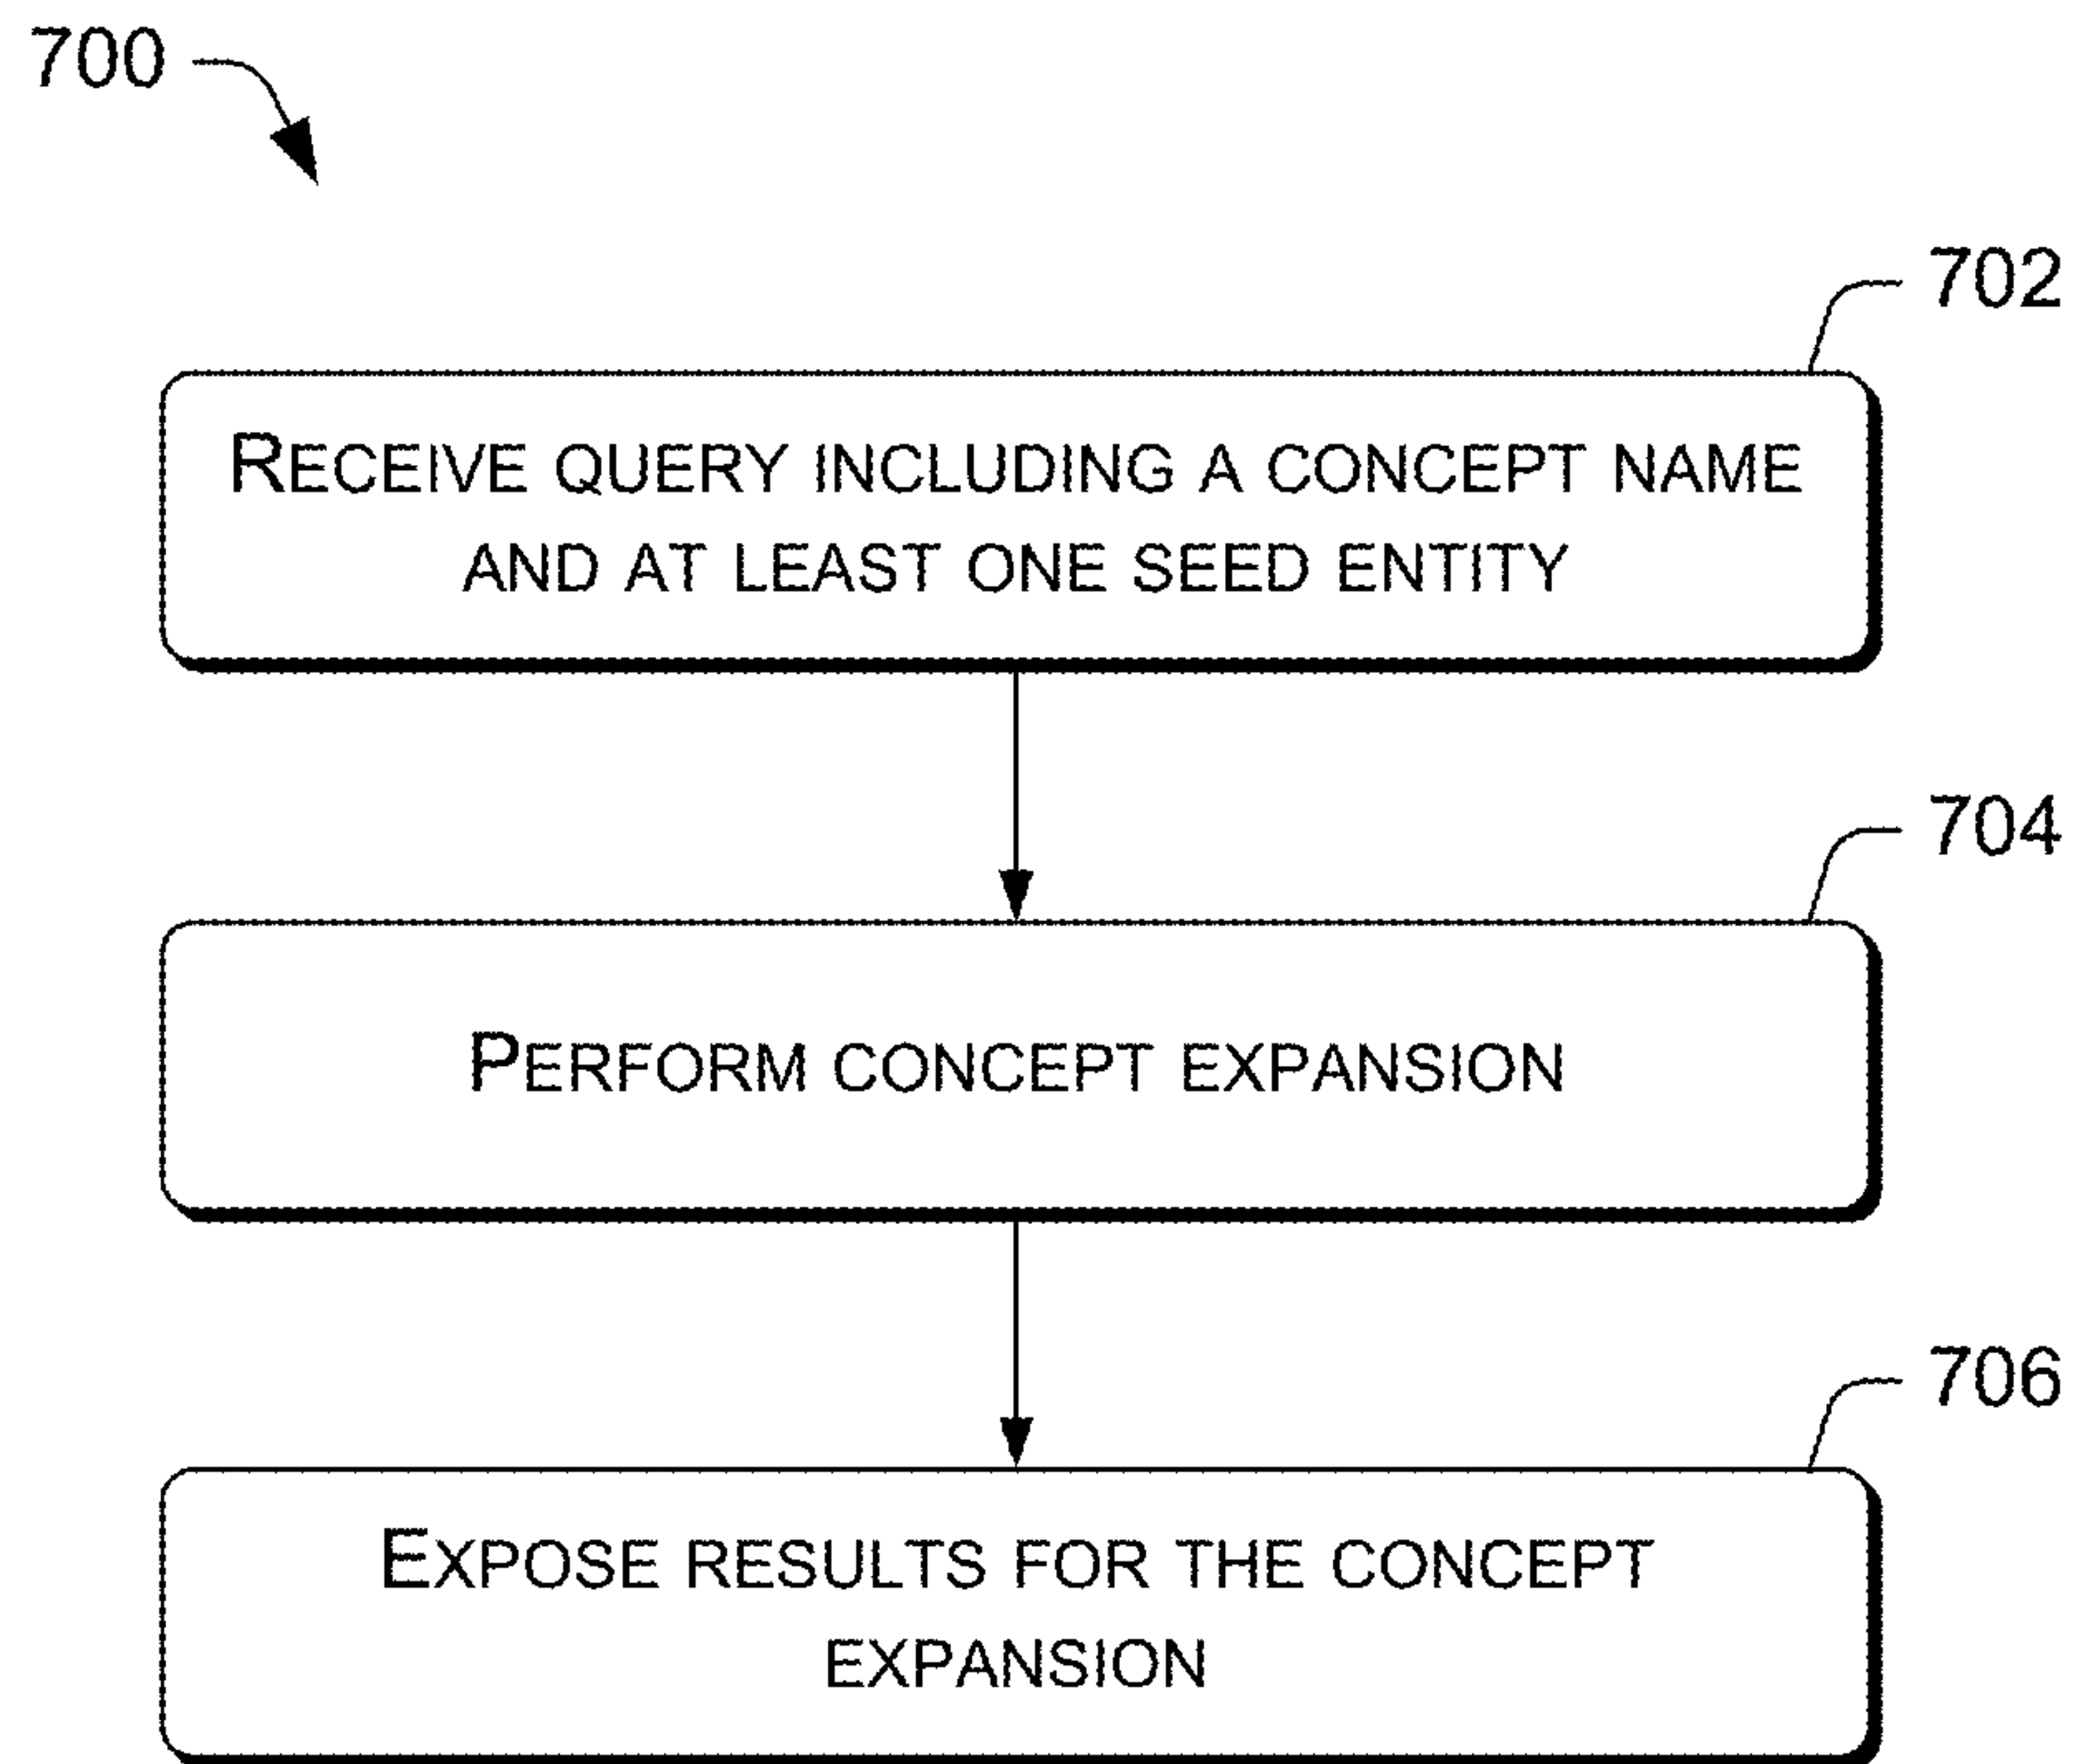 700
702
RECEIVE QUERY INCLUDING A CONCEPT NAME
AND AT LEAST ONE SEED ENTITY
704
PERFORM CONCEPT EXPANSION
706
EXPOSE RESULTS FOR THE CONCEPT
EXPANSION